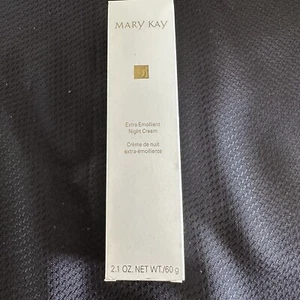 MARY KAY
Extra Emollient
Night Cream
Crème de nuit
extra-émolliente
2.1 OZ. NET WT./60 g